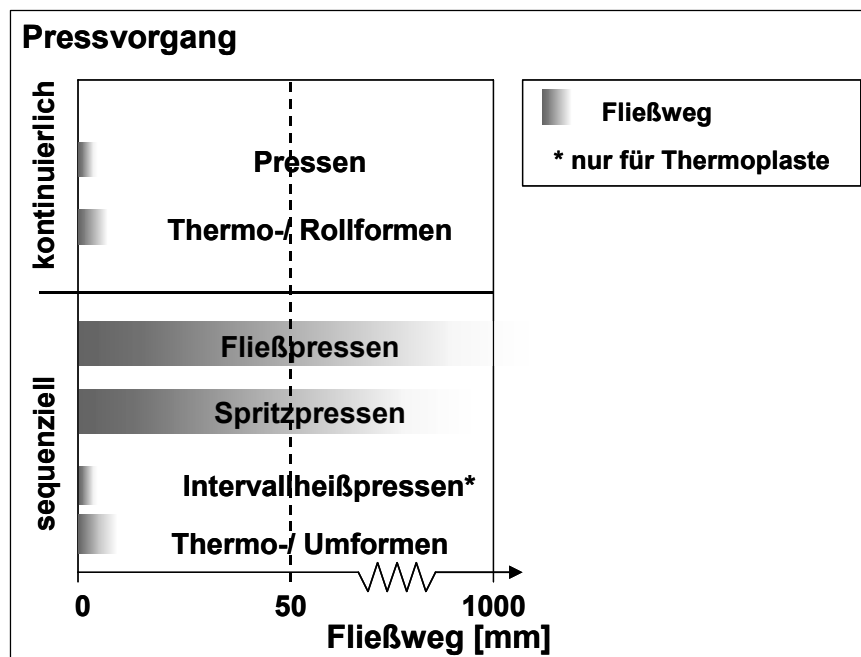 Pressvorgang
kontinuierlich
Pressen
Thermo-/ Rollformen
sequenziell
Fließpressen
Spritzpressen
Intervallheißpressen*
Thermo-/ Umformen
0
50
1000
Fließweg [mm]
Fließweg
* nur für Thermoplaste